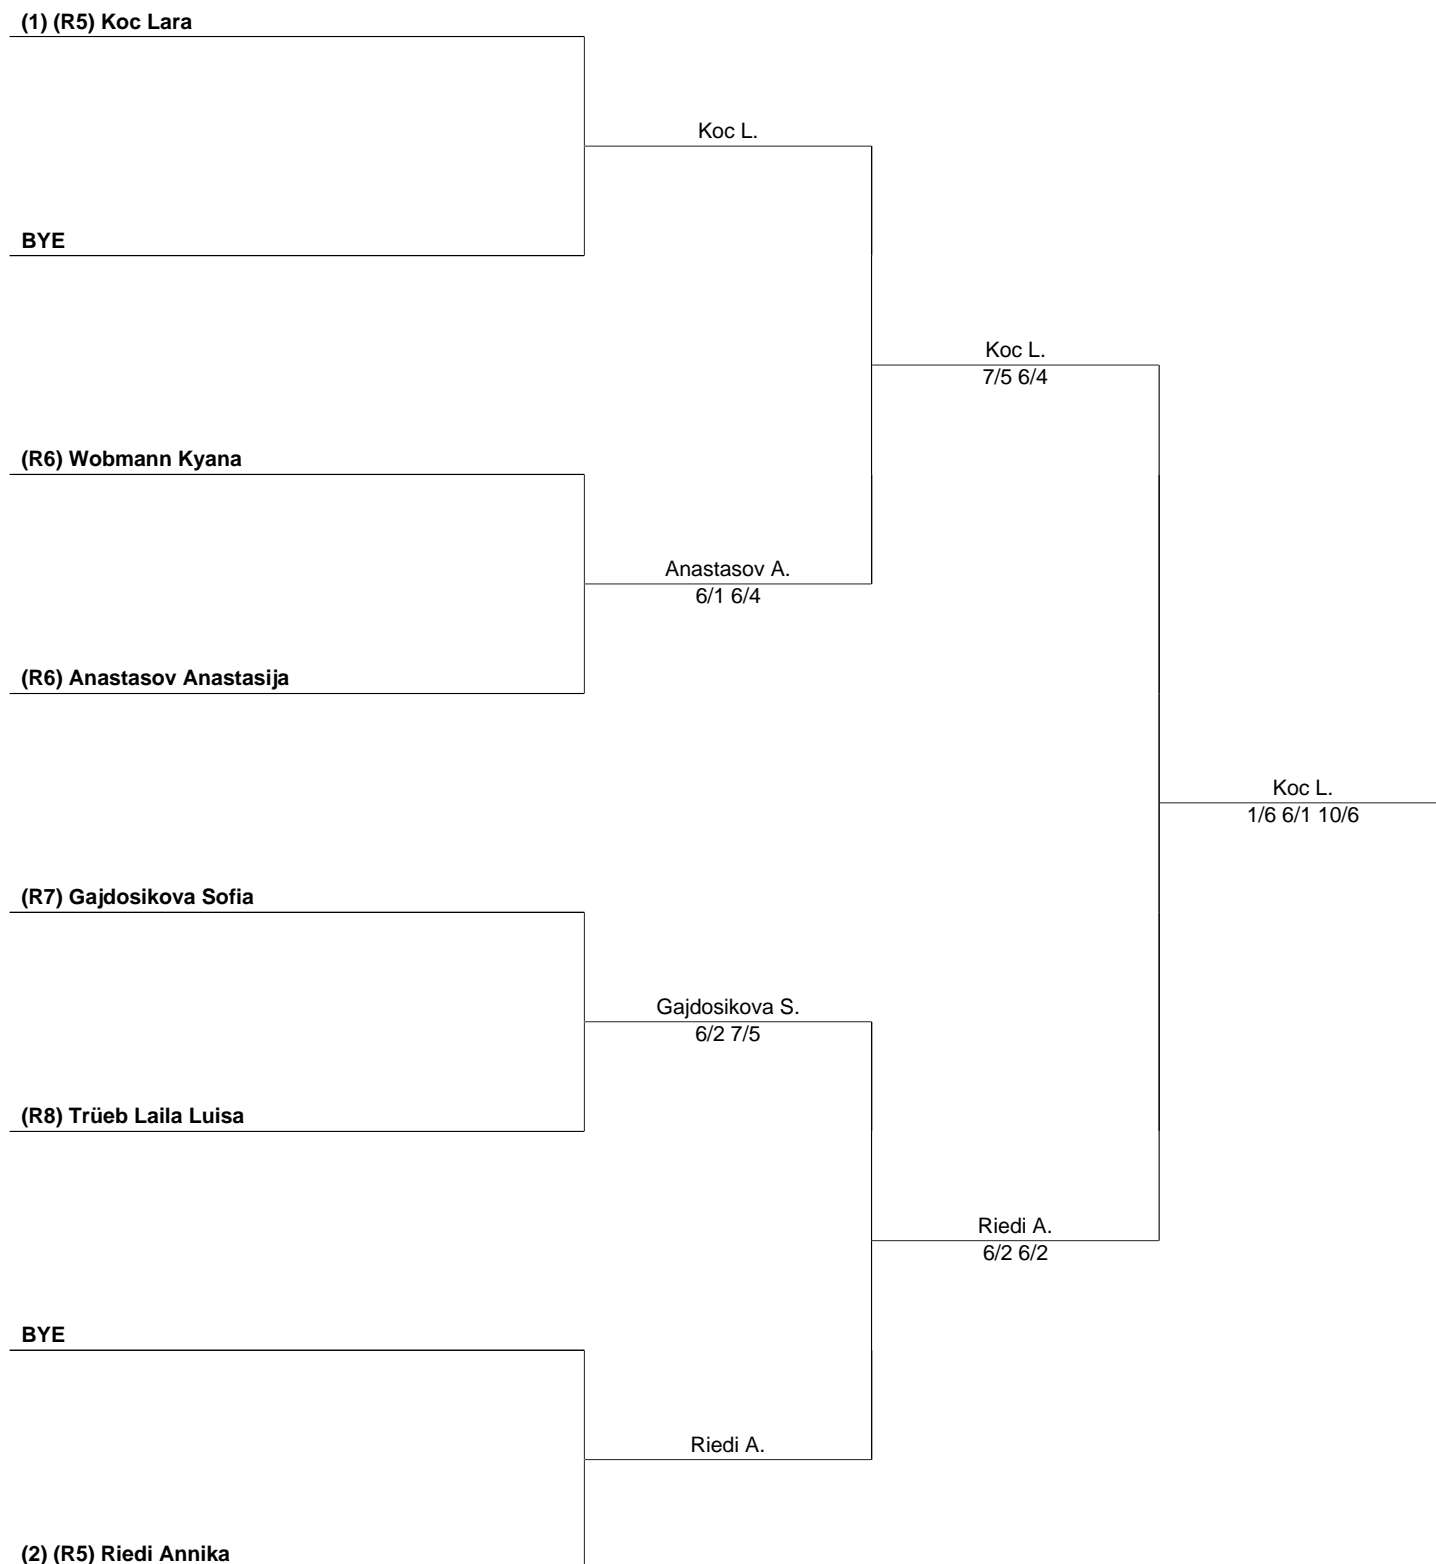 (1) (R5) Koc Lara
Koc L.
BYE
Koc L.
7/5 6/4
(R6) Wobmann Kyana
Anastasov A.
6/1 6/4
(R6) Anastasov Anastasija
Koc L.
1/6 6/1 10/6
(R7) Gajdosikova Sofia
Gajdosikova S.
6/2 7/5
(R8) Trüeb Laila Luisa
Riedi A.
6/2 6/2
BYE
Riedi A.
(2) (R5) Riedi Annika